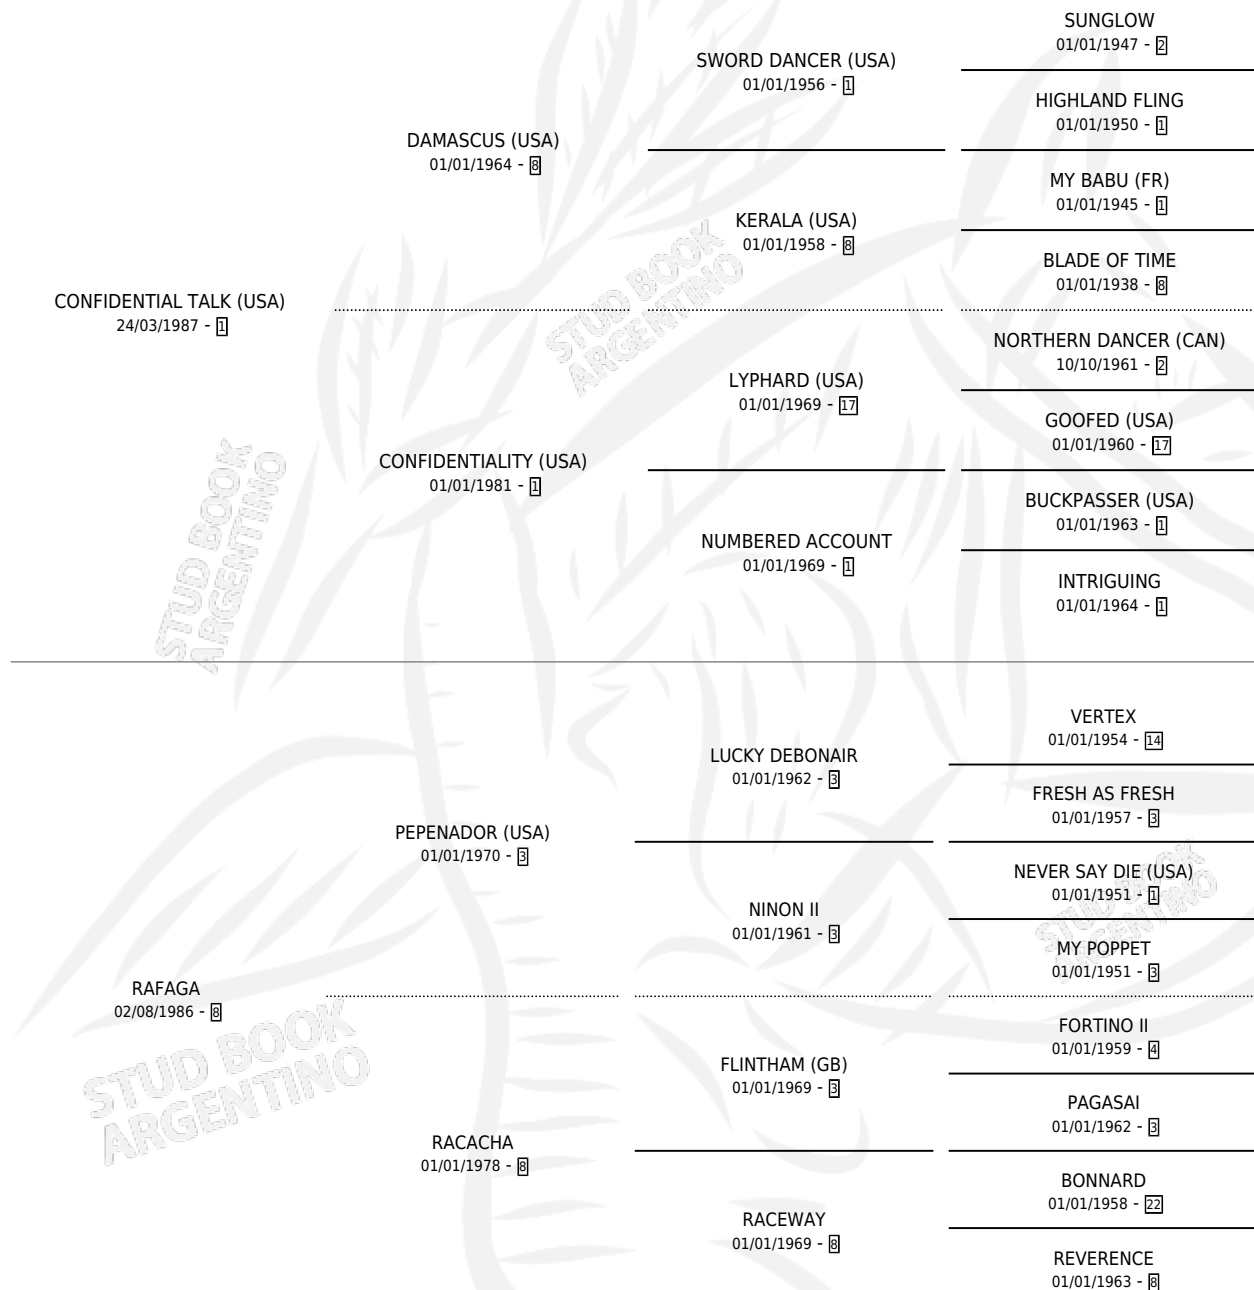 SUNGLOW
01/01/1947 - 2
SWORD DANCER (USA)
01/01/1956 - 1
HIGHLAND FLING
01/01/1950 - 1
DAMASCUS (USA)
01/01/1964 - 8
MY BABU (FR)
01/01/1945 - 1
KERALA (USA)
01/01/1958 - 8
BLADE OF TIME
01/01/1938 - 8
CONFIDENTIAL TALK (USA)
24/03/1987 - 1
NORTHERN DANCER (CAN)
10/10/1961 - 2
LYPHARD (USA)
01/01/1969 - 17
GOOFED (USA)
01/01/1960 - 17
CONFIDENTIALITY (USA)
01/01/1981 - 1
BUCKPASSER (USA)
01/01/1963 - 1
NUMBERED ACCOUNT
01/01/1969 - 1
INTRIGUING
01/01/1964 - 1
VERTEX
01/01/1954 - 14
LUCKY DEBONAIR
01/01/1962 - 3
FRESH AS FRESH
01/01/1957 - 3
PEPENADOR (USA)
01/01/1970 - 3
NEVER SAY DIE (USA)
01/01/1951 - 1
NINON II
01/01/1961 - 3
MY POPPET
01/01/1951 - 3
RAFAGA
02/08/1986 - 8
FORTINO II
01/01/1959 - 4
FLINTHAM (GB)
01/01/1969 - 3
PAGASAI
01/01/1962 - 3
RACACHA
01/01/1978 - 8
BONNARD
01/01/1958 - 22
RACEWAY
01/01/1969 - 8
REVERENCE
01/01/1963 - 8
STUD BOOK
ARGENTINO
STUD BOOK
ARGENTINO
STUD BOOK
ARGENTINO
STUD BOOK
ARGENTINO